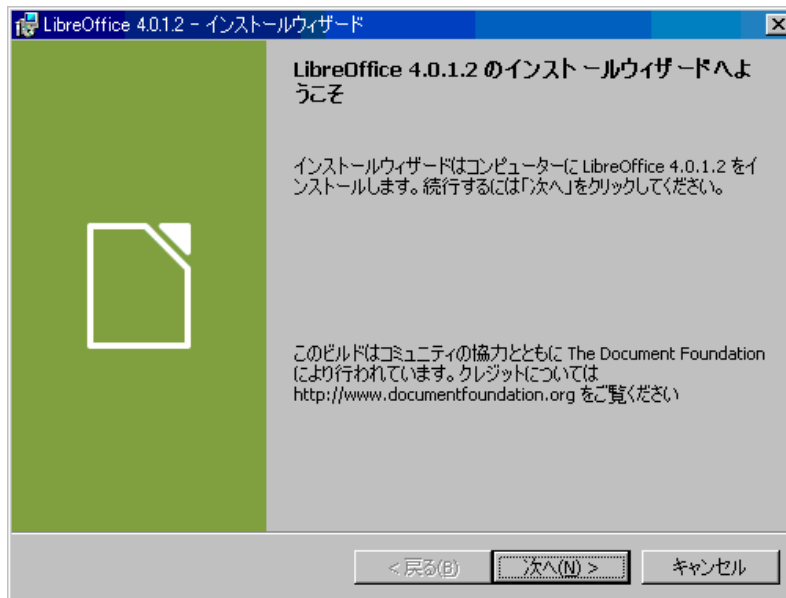 LibreOffice 4.0.1.2 - インストールウィザード
LibreOffice 4.0.1.2 のインストールウィザードへよ
うこそ
インストールウィザードはコンピューターに LibreOffice 4.0.1.2 をイ
ンストールします。続行するには「次へ」をクリックしてください。
このビルドはコミュニティの協力とともに The Document Foundation
により行われています。クレジットについては
http://www.documentfoundation.org をご覧ください
< 戻る(B)
次へ(N) >
キャンセル